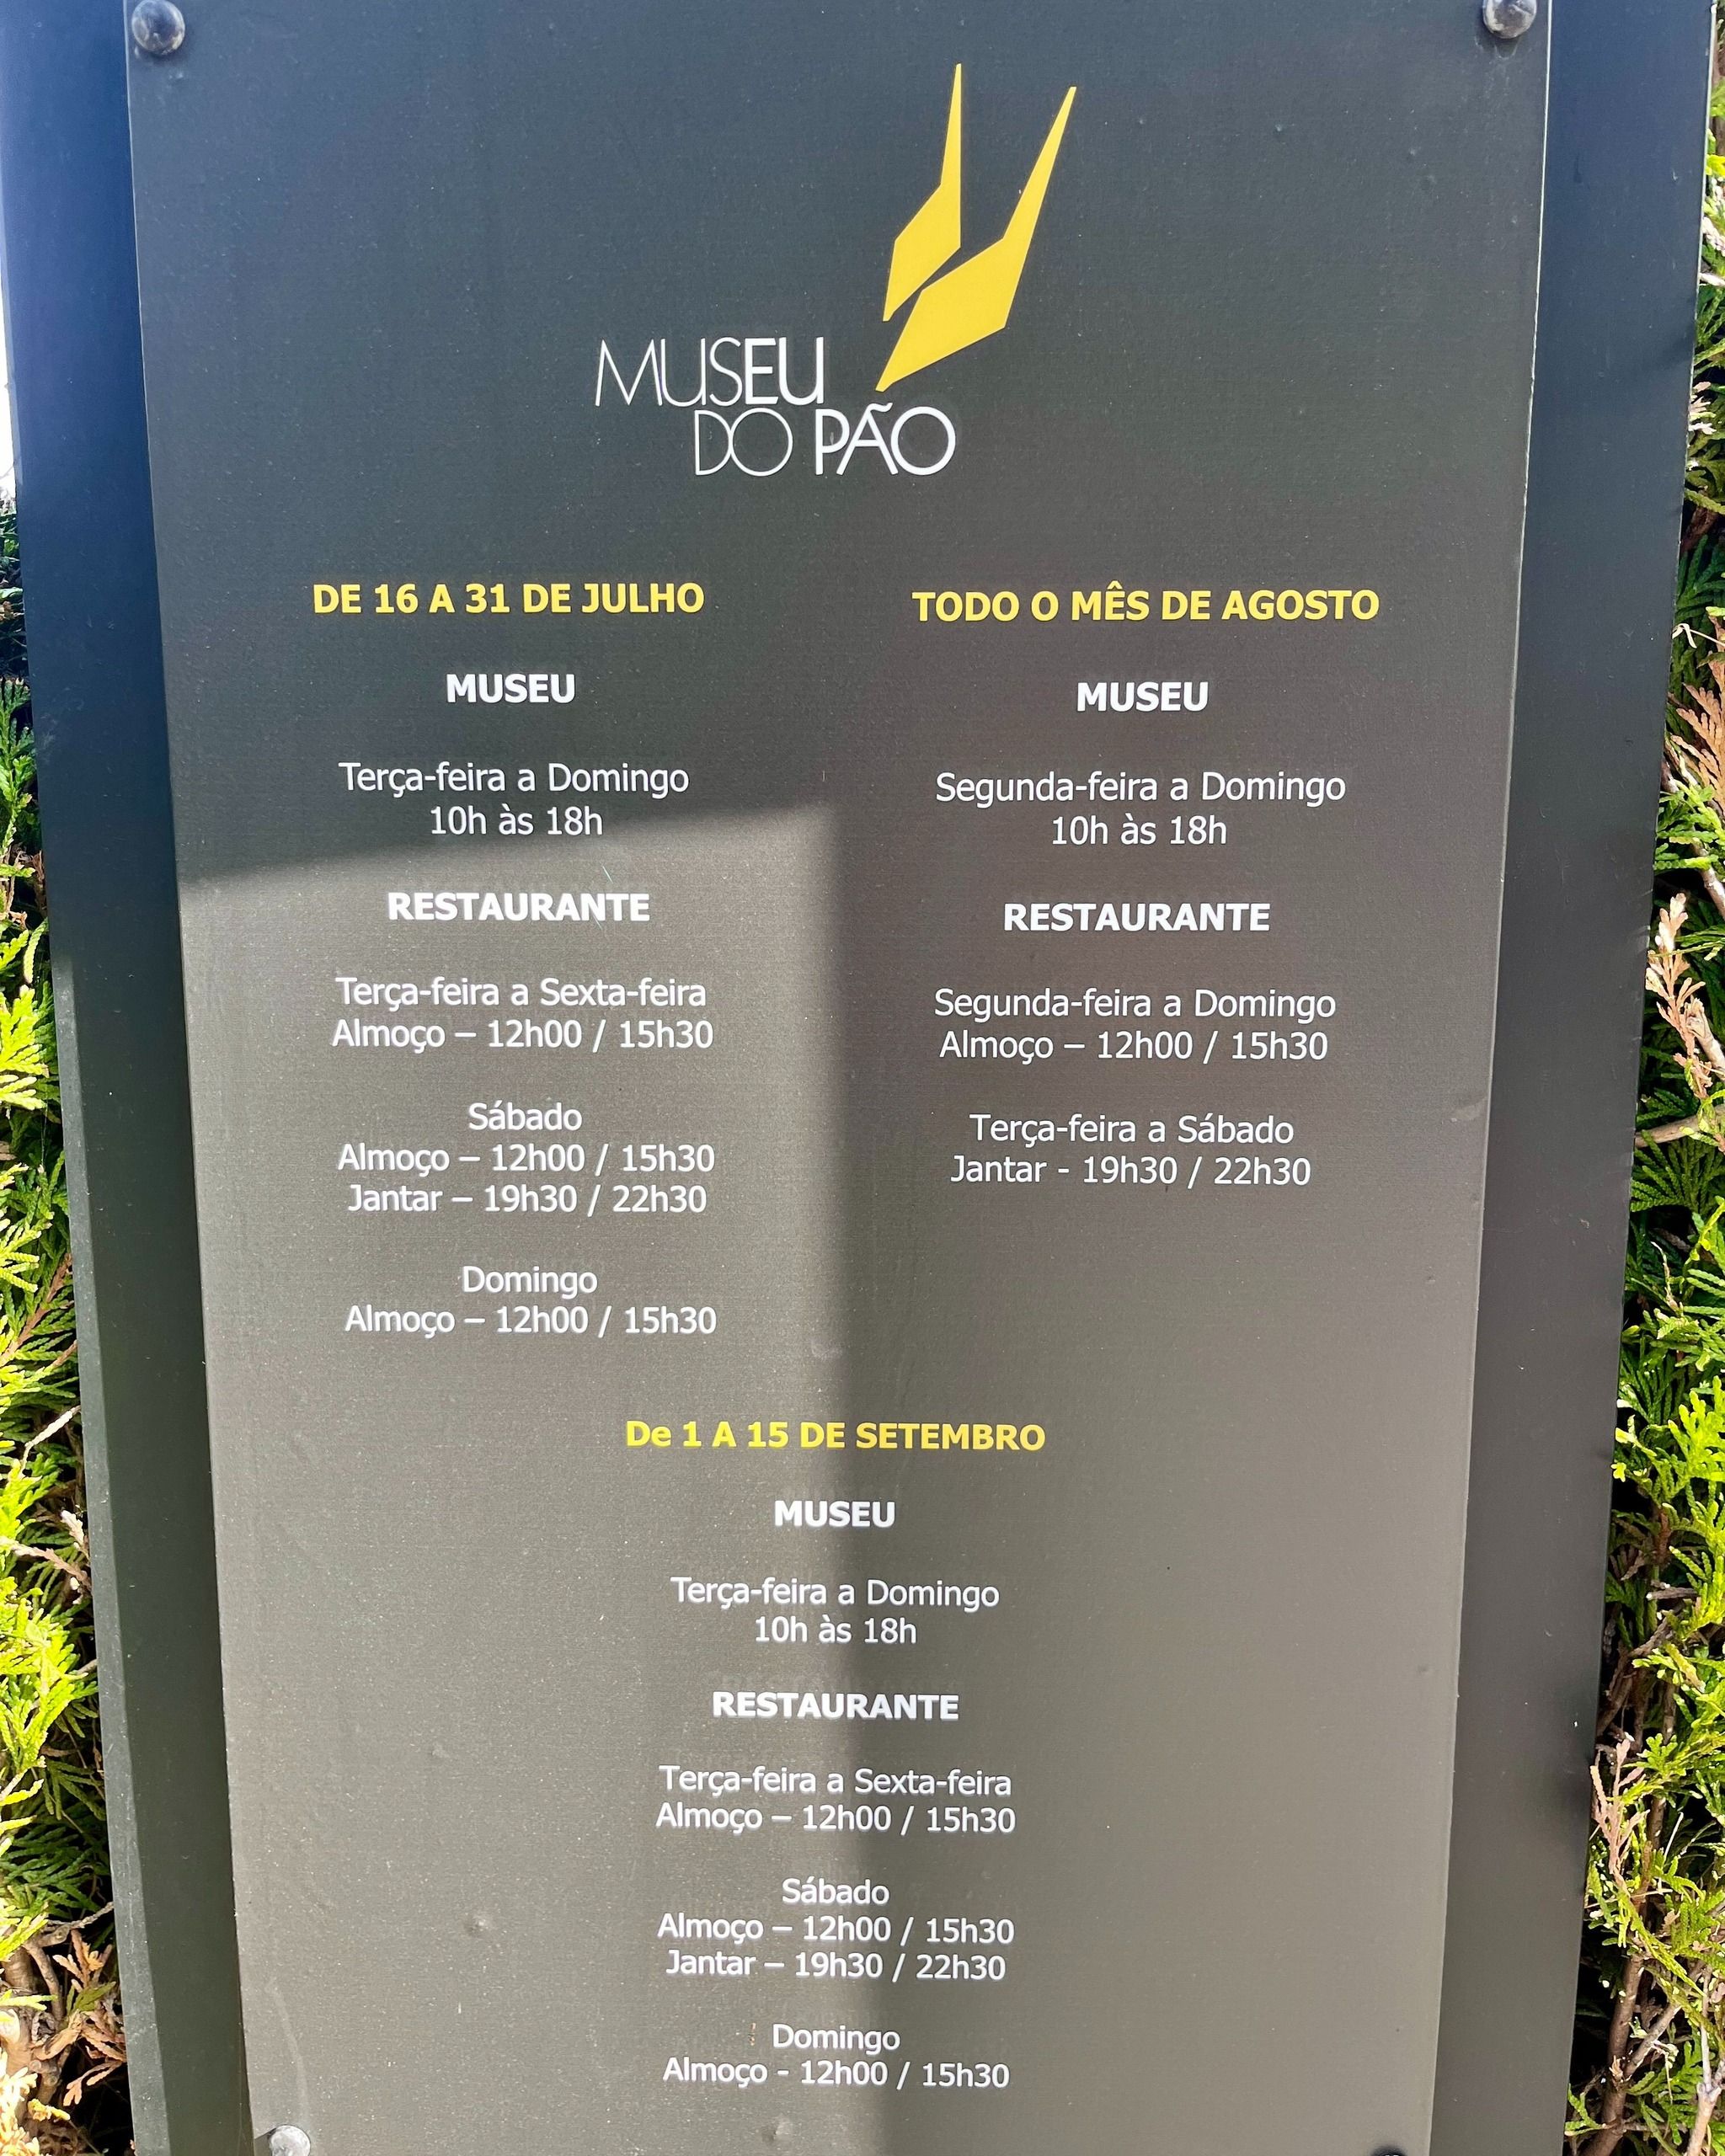 MUSEU
DO PÃO
DE 16 A 31 DE JULHO
MUSEU
Terça-feira a Domingo
10h às 18h
RESTAURANTE
Terça-feira a Sexta-feira
Almoço – 12h00 / 15h30
Sábado
Almoço – 12h00 / 15h30
Jantar – 19h30 / 22h30
Domingo
Almoço – 12h00 / 15h30
TODO O MÊS DE AGOSTO
MUSEU
Segunda-feira a Domingo
10h às 18h
RESTAURANTE
Segunda-feira a Domingo
Almoço – 12h00 / 15h30
Terça-feira a Sábado
Jantar - 19h30 / 22h30
De 1 A 15 DE SETEMBRO
MUSEU
Terça-feira a Domingo
10h às 18h
RESTAURANTE
Terça-feira a Sexta-feira
Almoço – 12h00 / 15h30
Sábado
Almoço – 12h00 / 15h30
Jantar – 19h30 / 22h30
Domingo
Almoço - 12h00 / 15h30